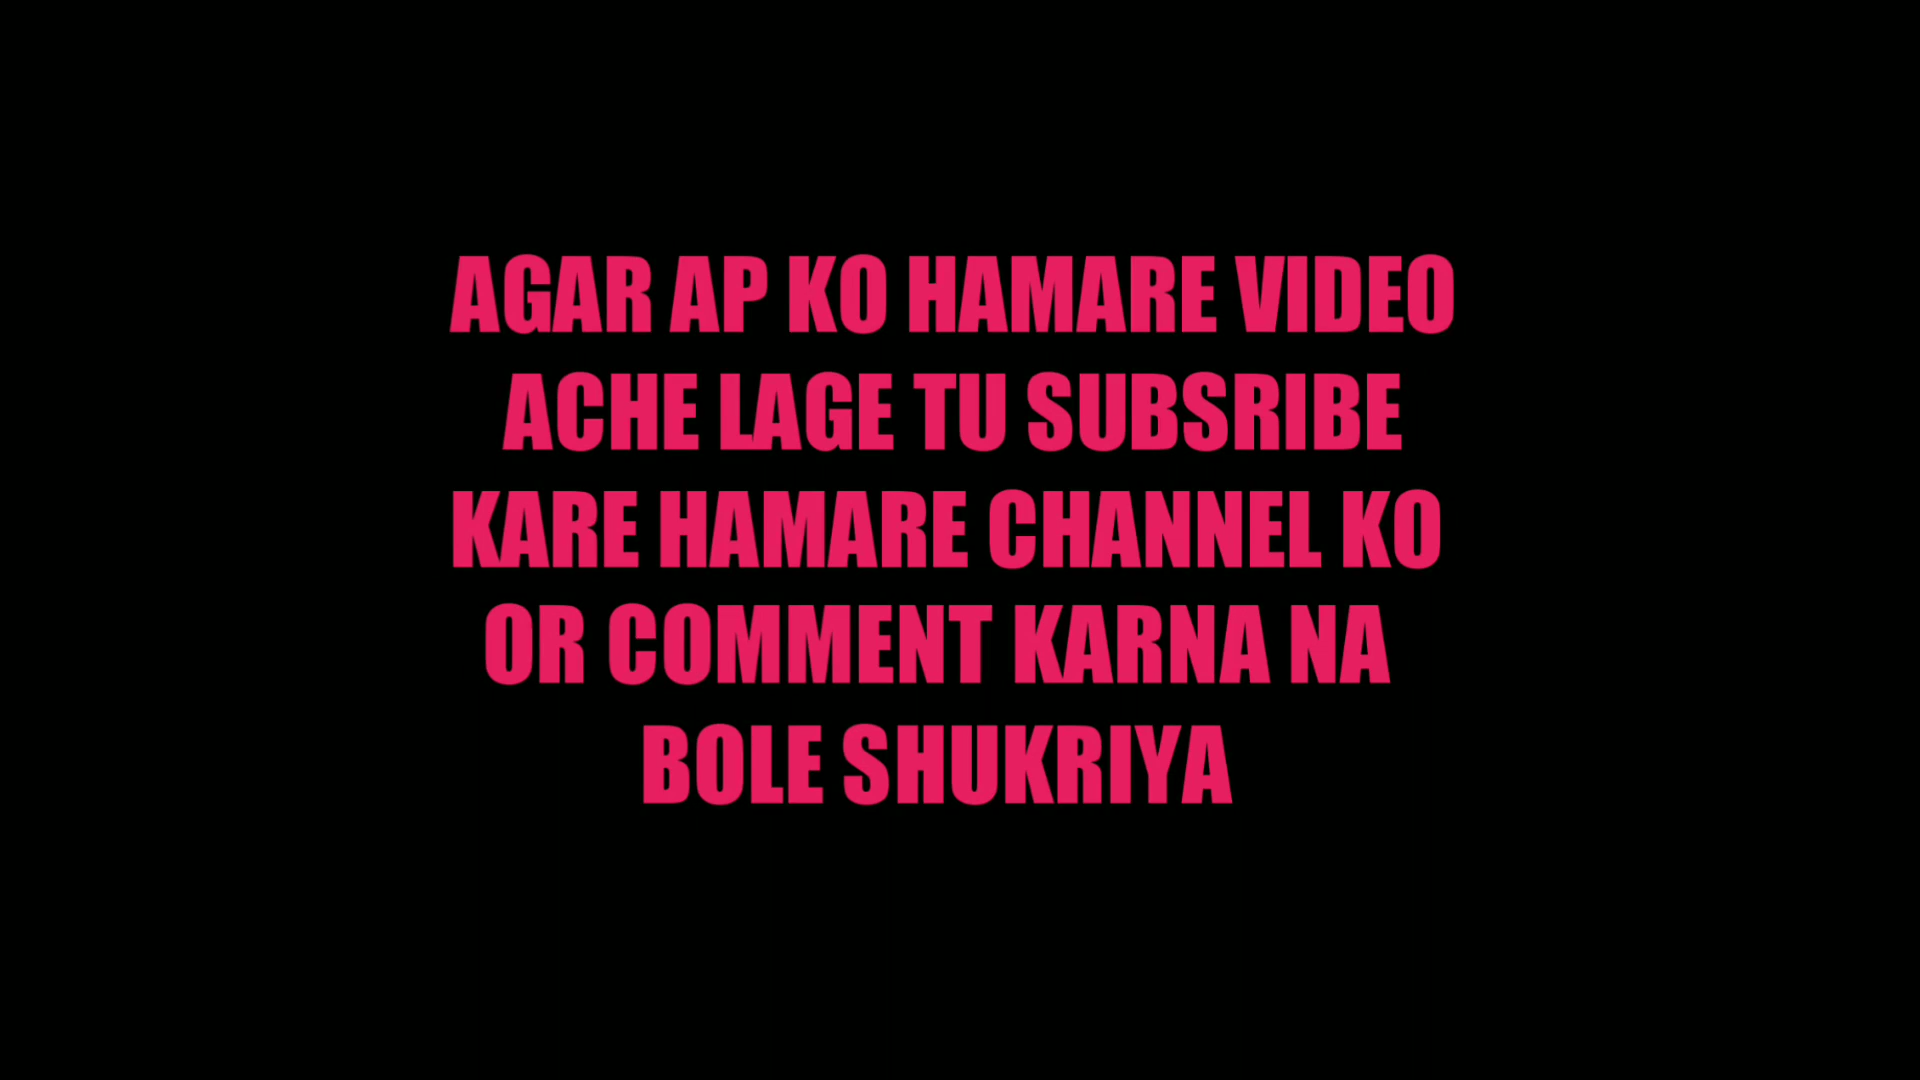 AGAR AP KO HAMARE VIDEO
ACHE LAGE TU SUBSRIBE
KARE HAMARE CHANNEL KO
OR COMMENT KARNA NA
BOLE SHUKRIYA